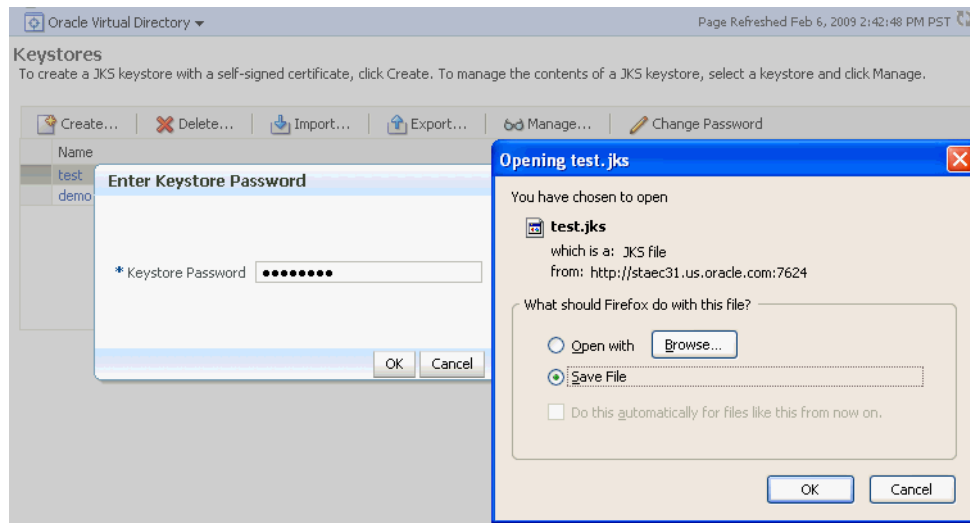 Oracle Virtual Directory
Page Refreshed Feb 6, 2009 2:42:48 PM PST
Keystores
To create a JKS keystore with a self-signed certificate, click Create. To manage the contents of a JKS keystore, select a keystore and click Manage.
Create... Delete... Import... Export... Manage... Change Password
Name
test
demo
Enter Keystore Password
* Keystore Password ●●●●●●●●
OK Cancel
Opening test.jks
You have chosen to open
test.jks
which is a: JKS file
from: http://staec31.us.oracle.com:7624
What should Firefox do with this file?
Open with Browse...
Save File
Do this automatically for files like this from now on.
OK Cancel